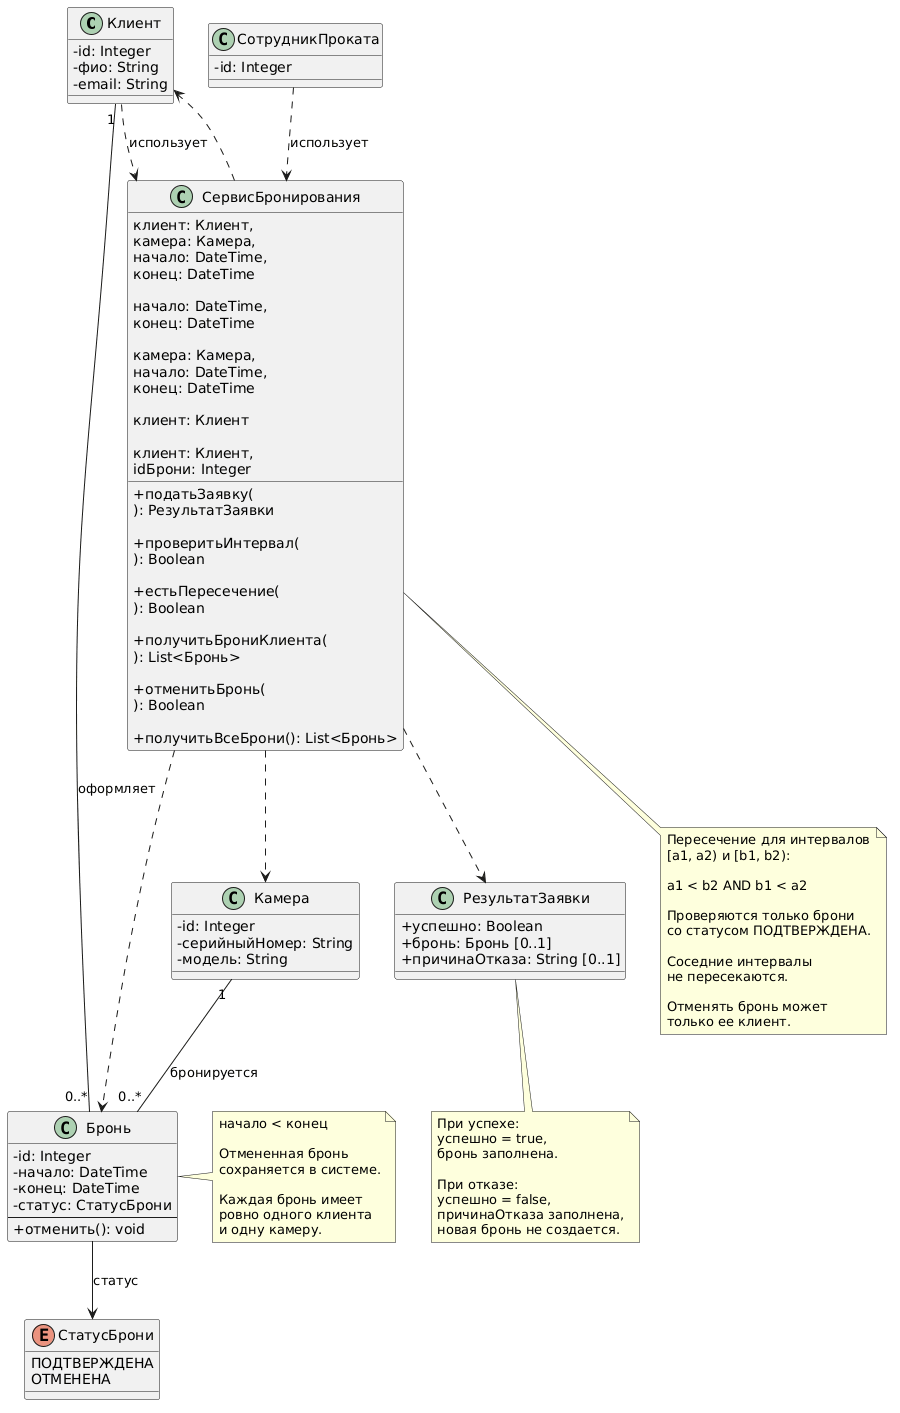 C Клиент
-id: Integer
-фио: String
-email: String
C СотрудникПроката
-id: Integer
1
использует
использует
C СервисБронирования
клиент: Клиент,
камера: Камера,
начало: DateTime,
конец: DateTime
начало: DateTime,
конец: DateTime
камера: Камера,
начало: DateTime,
конец: DateTime
клиент: Клиент
клиент: Клиент,
idБрони: Integer
+податьЗаявку(
): РезультатЗаявки
+проверитьИнтервал(
): Boolean
+естьПересечение(
): Boolean
+получитьБрониКлиента(
): List<Бронь>
+отменитьБронь(
): Boolean
+получитьВсеБрони(): List<Бронь>
оформляет
Пересечение для интервалов
[a1, a2) и [b1, b2):
a1 < b2 AND b1 < a2
Проверяются только брони
со статусом ПОДТВЕРЖДЕНА.
Соседние интервалы
не пересекаются.
Отменять бронь может
только ее клиент.
C Камера
-id: Integer
-серийныйНомер: String
-модель: String
C РезультатЗаявки
+успешно: Boolean
+бронь: Бронь [0..1]
+причинаОтказа: String [0..1]
1
бронируется
0..*
0..*
C Бронь
-id: Integer
-начало: DateTime
-конец: DateTime
-статус: СтатусБрони
+отменить(): void
начало < конец
Отмененная бронь
сохраняется в системе.
Каждая бронь имеет
ровно одного клиента
и одну камеру.
При успехе:
успешно = true,
бронь заполнена.
При отказе:
успешно = false,
причинаОтказа заполнена,
новая бронь не создается.
статус
E СтатусБрони
ПОДТВЕРЖДЕНА
ОТМЕНЕНА